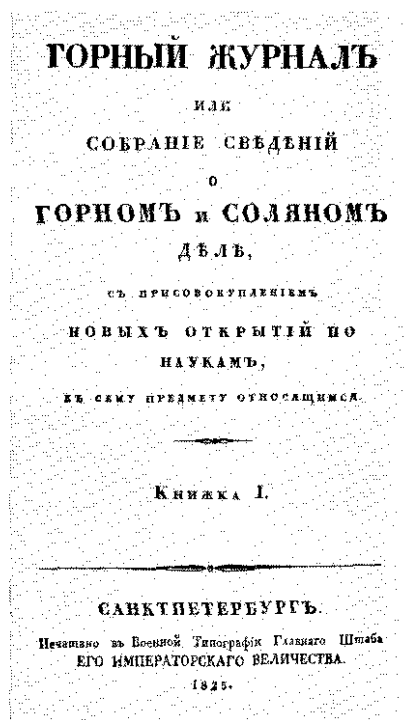 ГОРНЫЙ ЖУРНАЛЪ
ИЛИ
СОБРАНІЕ СВѢДѢНІЙ
О
ГОРНОМЪ и СОЛЯНОМЪ
ДѢЛѢ,
СЪ ПРИСОВОКУПЛЕНІЕМЪ
НОВЫХЪ ОТКРЫТІЙ ПО
НАУКАМЪ,
КЪ СЕМУ ПРЕДМЕТУ ОТНОСЯЩИМСЯ.
Книжка I.
САНКТПЕТЕРБУРГЪ.
Печатано въ Военной Типографіи Главнаго Штаба
ЕГО ИМПЕРАТОРСКАГО ВЕЛИЧЕСТВА.
1825.